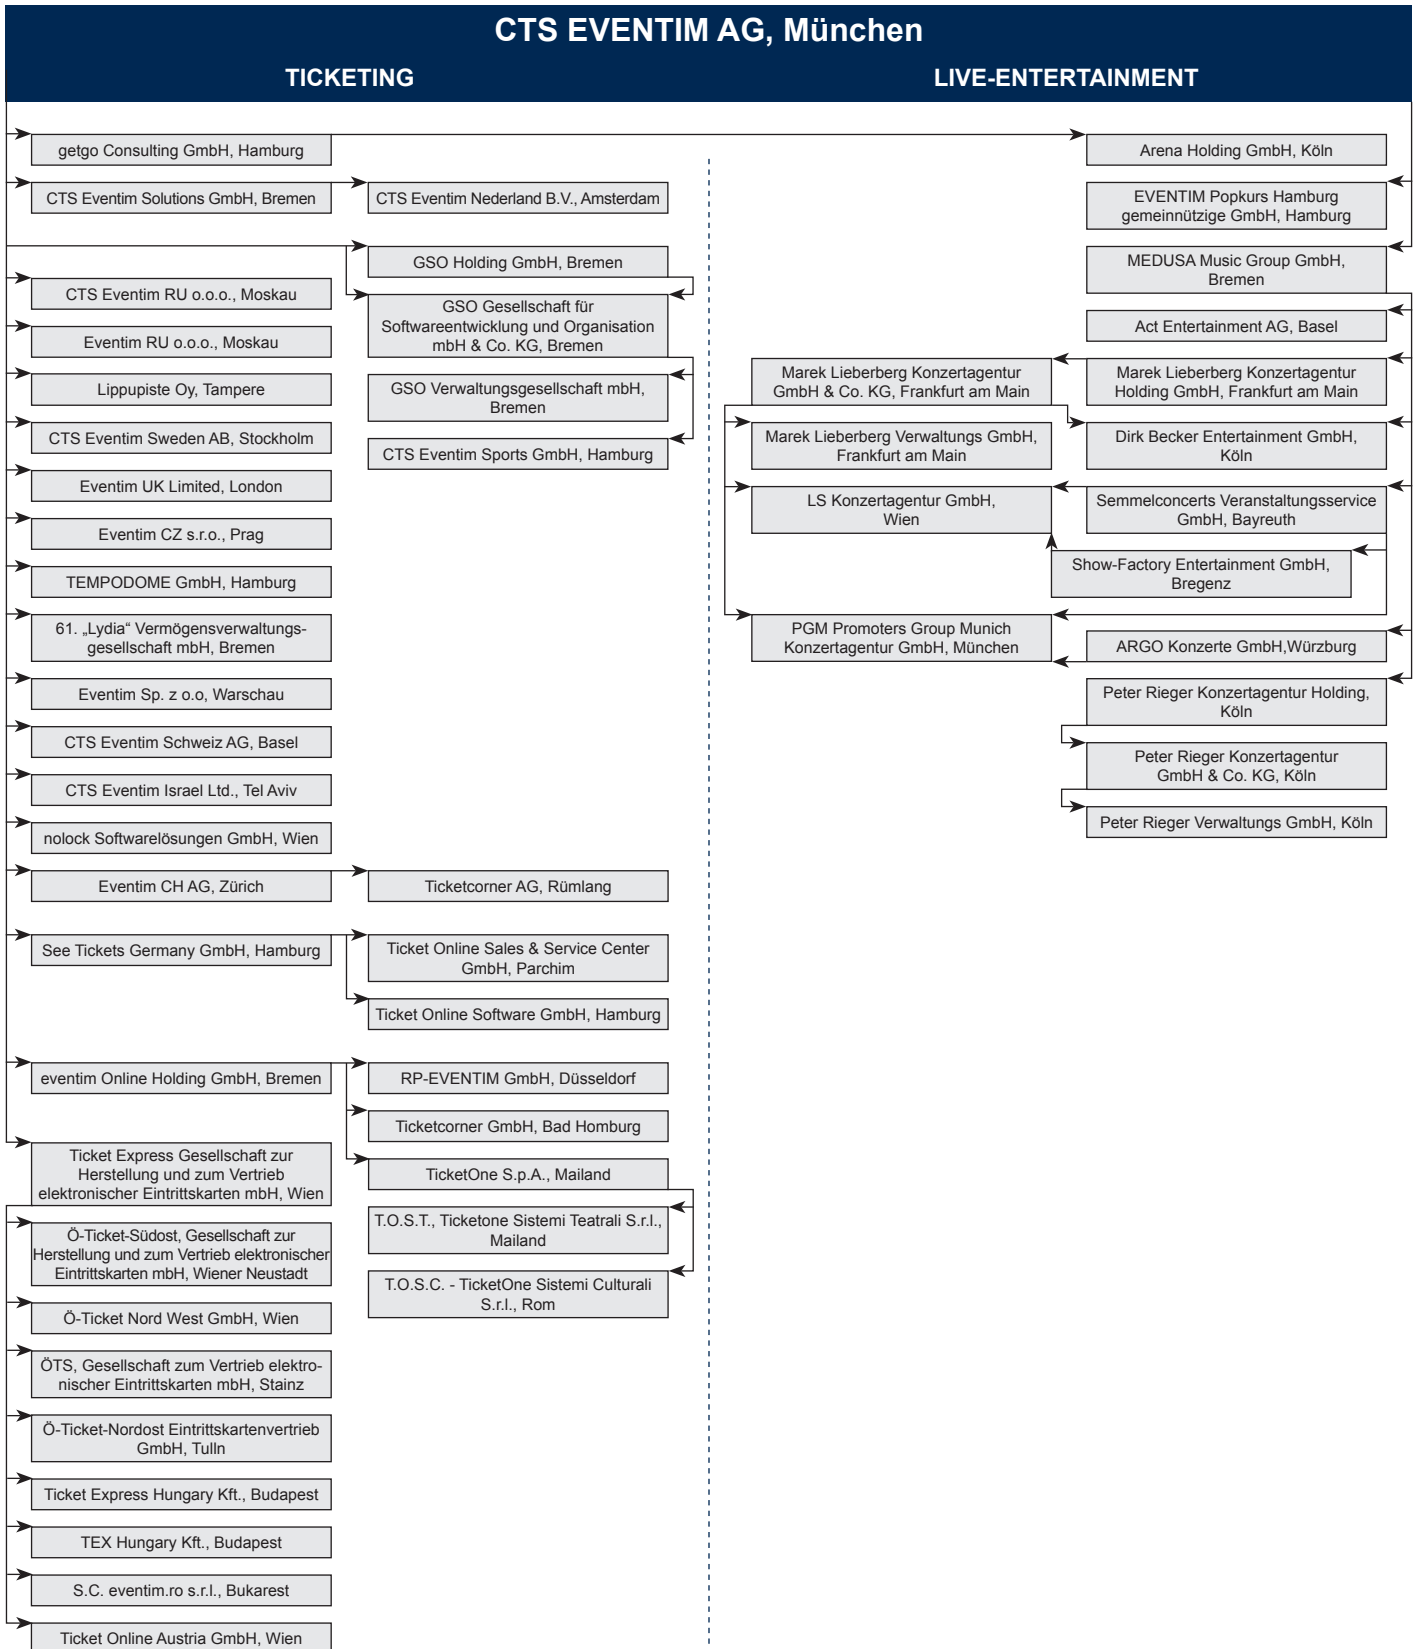 CTS EVENTIM AG, München
TICKETING
LIVE-ENTERTAINMENT
getgo Consulting GmbH, Hamburg
CTS Eventim Solutions GmbH, Bremen
CTS Eventim Nederland B.V., Amsterdam
GSO Holding GmbH, Bremen
GSO Gesellschaft für
Softwareentwicklung und Organisation
mbH & Co. KG, Bremen
GSO Verwaltungsgesellschaft mbH,
Bremen
CTS Eventim Sports GmbH, Hamburg
CTS Eventim RU o.o.o., Moskau
Eventim RU o.o.o., Moskau
Lippupiste Oy, Tampere
CTS Eventim Sweden AB, Stockholm
Eventim UK Limited, London
Eventim CZ s.r.o., Prag
TEMPODOME GmbH, Hamburg
61. „Lydia“ Vermögensverwaltungs-
gesellschaft mbH, Bremen
Eventim Sp. z o.o, Warschau
CTS Eventim Schweiz AG, Basel
CTS Eventim Israel Ltd., Tel Aviv
nolock Softwarelösungen GmbH, Wien
Eventim CH AG, Zürich
Ticketcorner AG, Rümlang
See Tickets Germany GmbH, Hamburg
Ticket Online Sales & Service Center
GmbH, Parchim
Ticket Online Software GmbH, Hamburg
eventim Online Holding GmbH, Bremen
RP-EVENTIM GmbH, Düsseldorf
Ticketcorner GmbH, Bad Homburg
TicketOne S.p.A., Mailand
T.O.S.T., Ticketone Sistemi Teatrali S.r.l.,
Mailand
T.O.S.C. - TicketOne Sistemi Culturali
S.r.l., Rom
Ticket Express Gesellschaft zur
Herstellung und zum Vertrieb
elektronischer Eintrittskarten mbH, Wien
Ö-Ticket-Südost, Gesellschaft zur
Herstellung und zum Vertrieb elektronischer
Eintrittskarten mbH, Wiener Neustadt
Ö-Ticket Nord West GmbH, Wien
ÖTS, Gesellschaft zum Vertrieb elektro-
nischer Eintrittskarten mbH, Stainz
Ö-Ticket-Nordost Eintrittskartenvertrieb
GmbH, Tulln
Ticket Express Hungary Kft., Budapest
TEX Hungary Kft., Budapest
S.C. eventim.ro s.r.l., Bukarest
Ticket Online Austria GmbH, Wien
Arena Holding GmbH, Köln
EVENTIM Popkurs Hamburg
gemeinnützige GmbH, Hamburg
MEDUSA Music Group GmbH,
Bremen
Act Entertainment AG, Basel
Marek Lieberberg Konzertagentur
GmbH & Co. KG, Frankfurt am Main
Marek Lieberberg Konzertagentur
Holding GmbH, Frankfurt am Main
Marek Lieberberg Verwaltungs GmbH,
Frankfurt am Main
Dirk Becker Entertainment GmbH,
Köln
LS Konzertagentur GmbH,
Wien
Semmelconcerts Veranstaltungsservice
GmbH, Bayreuth
Show-Factory Entertainment GmbH,
Bregenz
PGM Promoters Group Munich
Konzertagentur GmbH, München
ARGO Konzerte GmbH,Würzburg
Peter Rieger Konzertagentur Holding,
Köln
Peter Rieger Konzertagentur
GmbH & Co. KG, Köln
Peter Rieger Verwaltungs GmbH, Köln